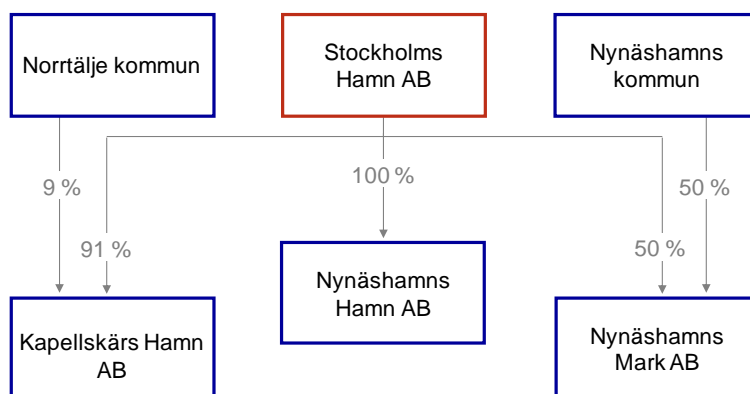 Norrtälje kommun
Stockholms
Hamn AB
Nynäshamns
kommun
9 %
100 %
50 %
91 %
50 %
Nynäshamns
Hamn AB
Kapellskärs Hamn
AB
Nynäshamns
Mark AB